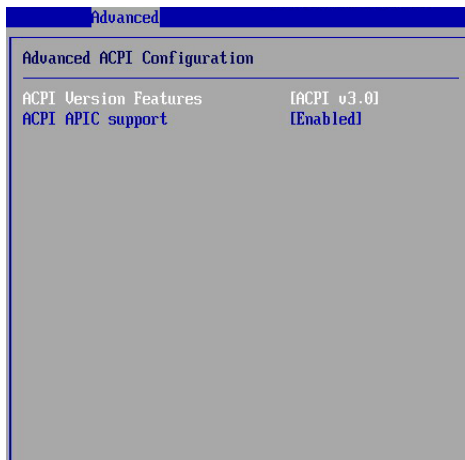 Advanced
Advanced ACPI Configuration
ACPI Version Features [ACPI v3.0]
ACPI APIC support [Enabled]